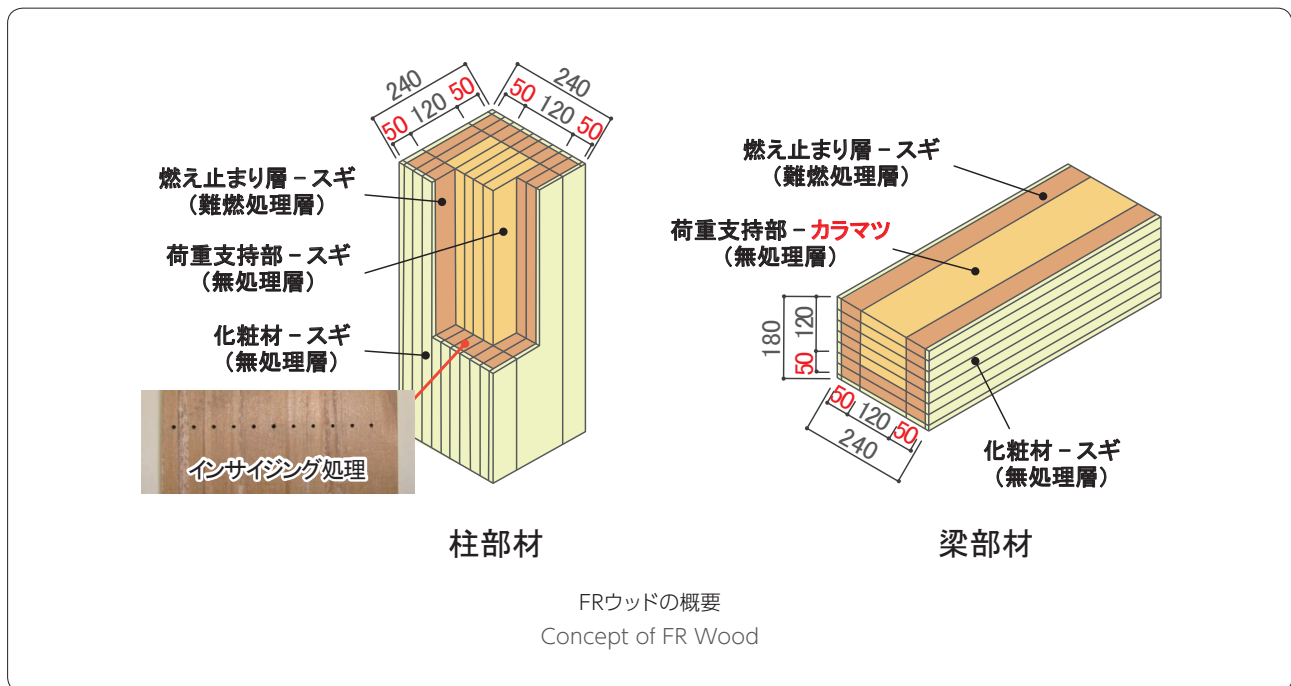 240
50 120 50
240
50 120 50
燃え止まり層－スギ
（難燃処理層）
荷重支持部－スギ
（無処理層）
化粧材－スギ
（無処理層）
インサイジング処理
柱部材
燃え止まり層－スギ
（難燃処理層）
荷重支持部－カラマツ
（無処理層）
180
120
50
50 120 50
240
化粧材－スギ
（無処理層）
梁部材
FRウッドの概要
Concept of FR Wood